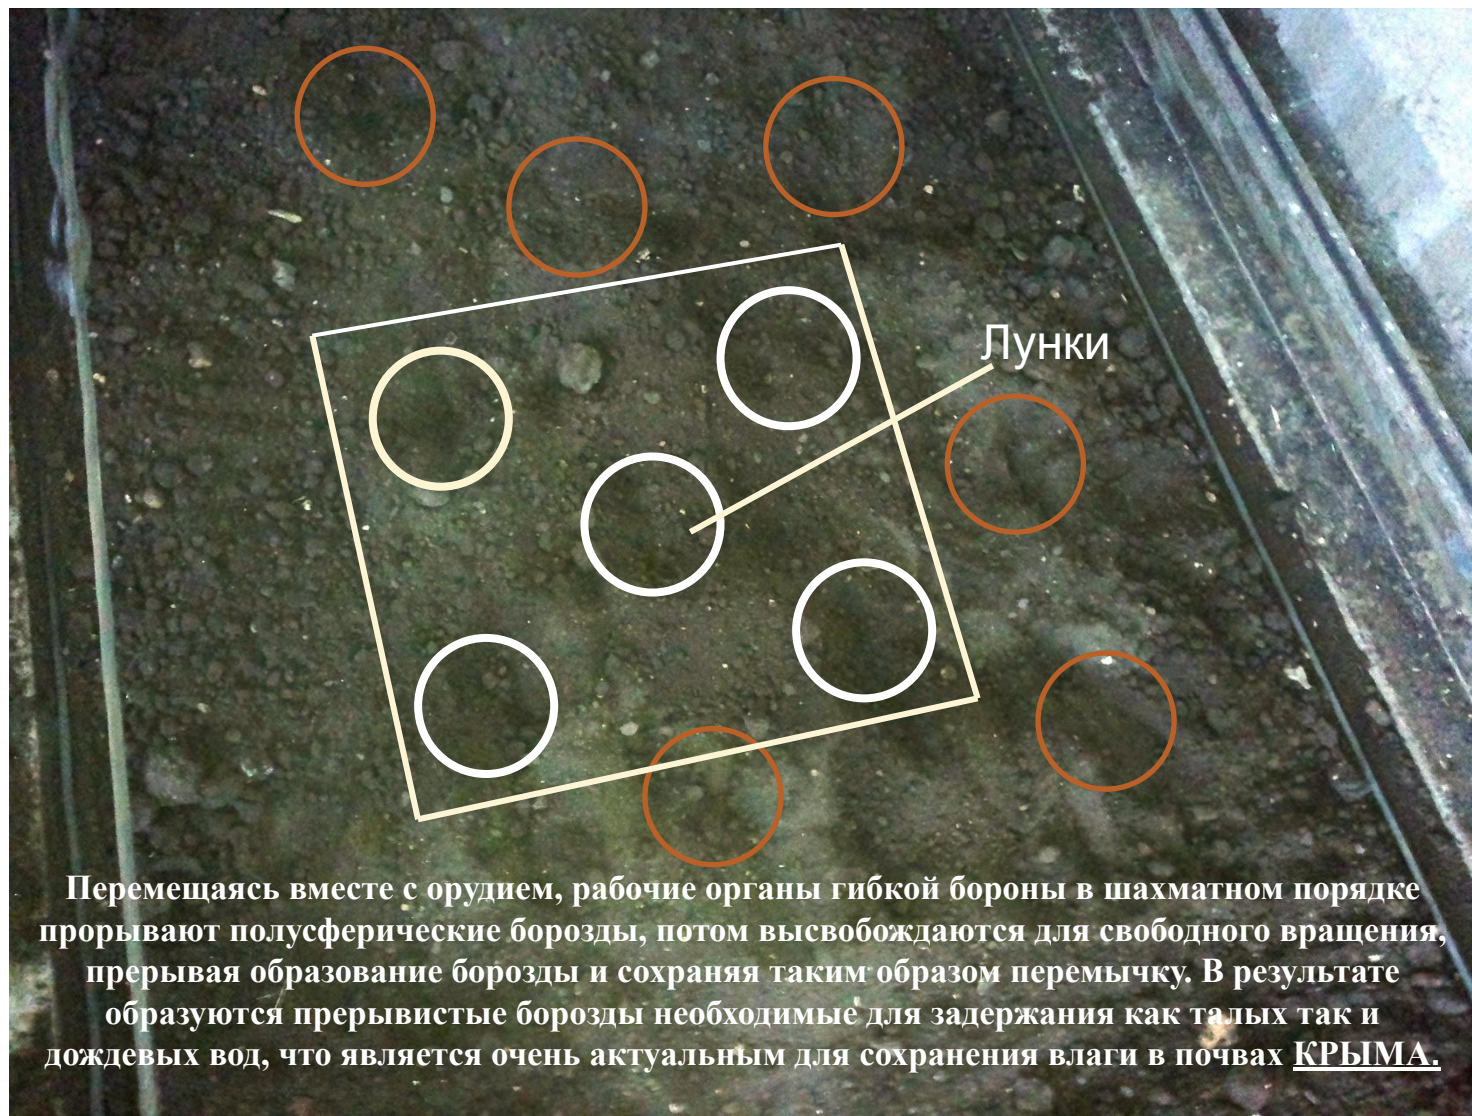 Лунки
Перемещаясь вместе с орудием, рабочие органы гибкой бороны в шахматном порядке
прорывают полусферические борозды, потом высвобождаются для свободного вращения,
прерывая образование борозды и сохраняя таким образом перемычку. В результате
образуются прерывистые борозды необходимые для задержания как талых так и
дождевых вод, что является очень актуальным для сохранения влаги в почвах КРЫМА.